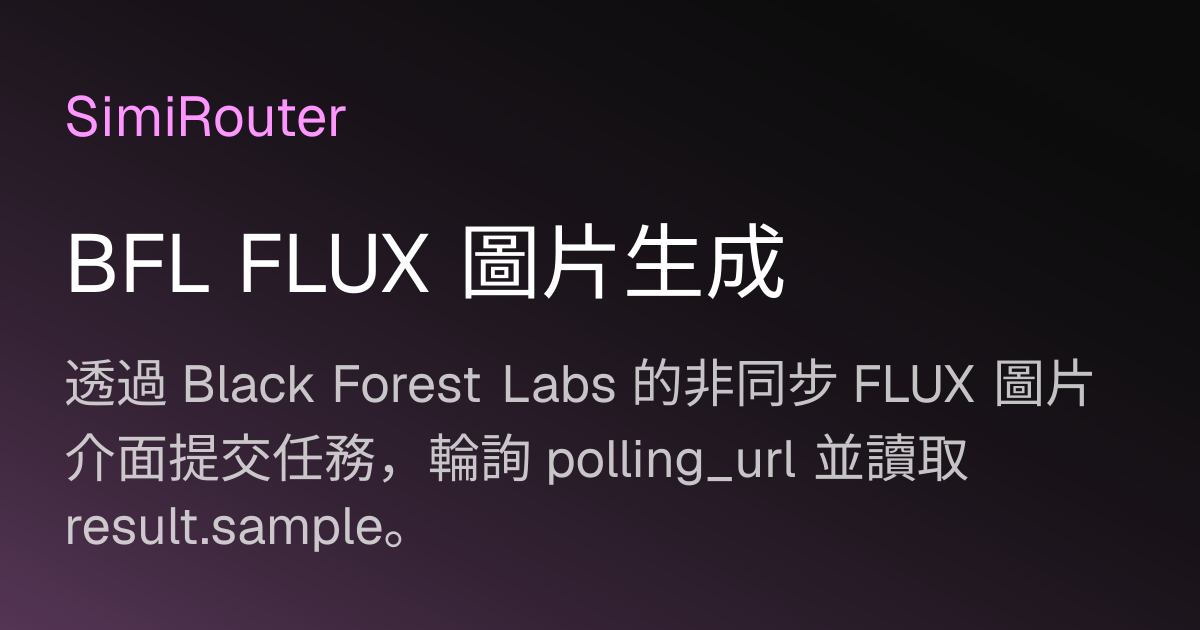 SimiRouter
BFL FLUX 圖片生成
透過 Black Forest Labs 的非同步 FLUX 圖片
介面提交任務，輪詢 polling_url 並讀取
result.sample。